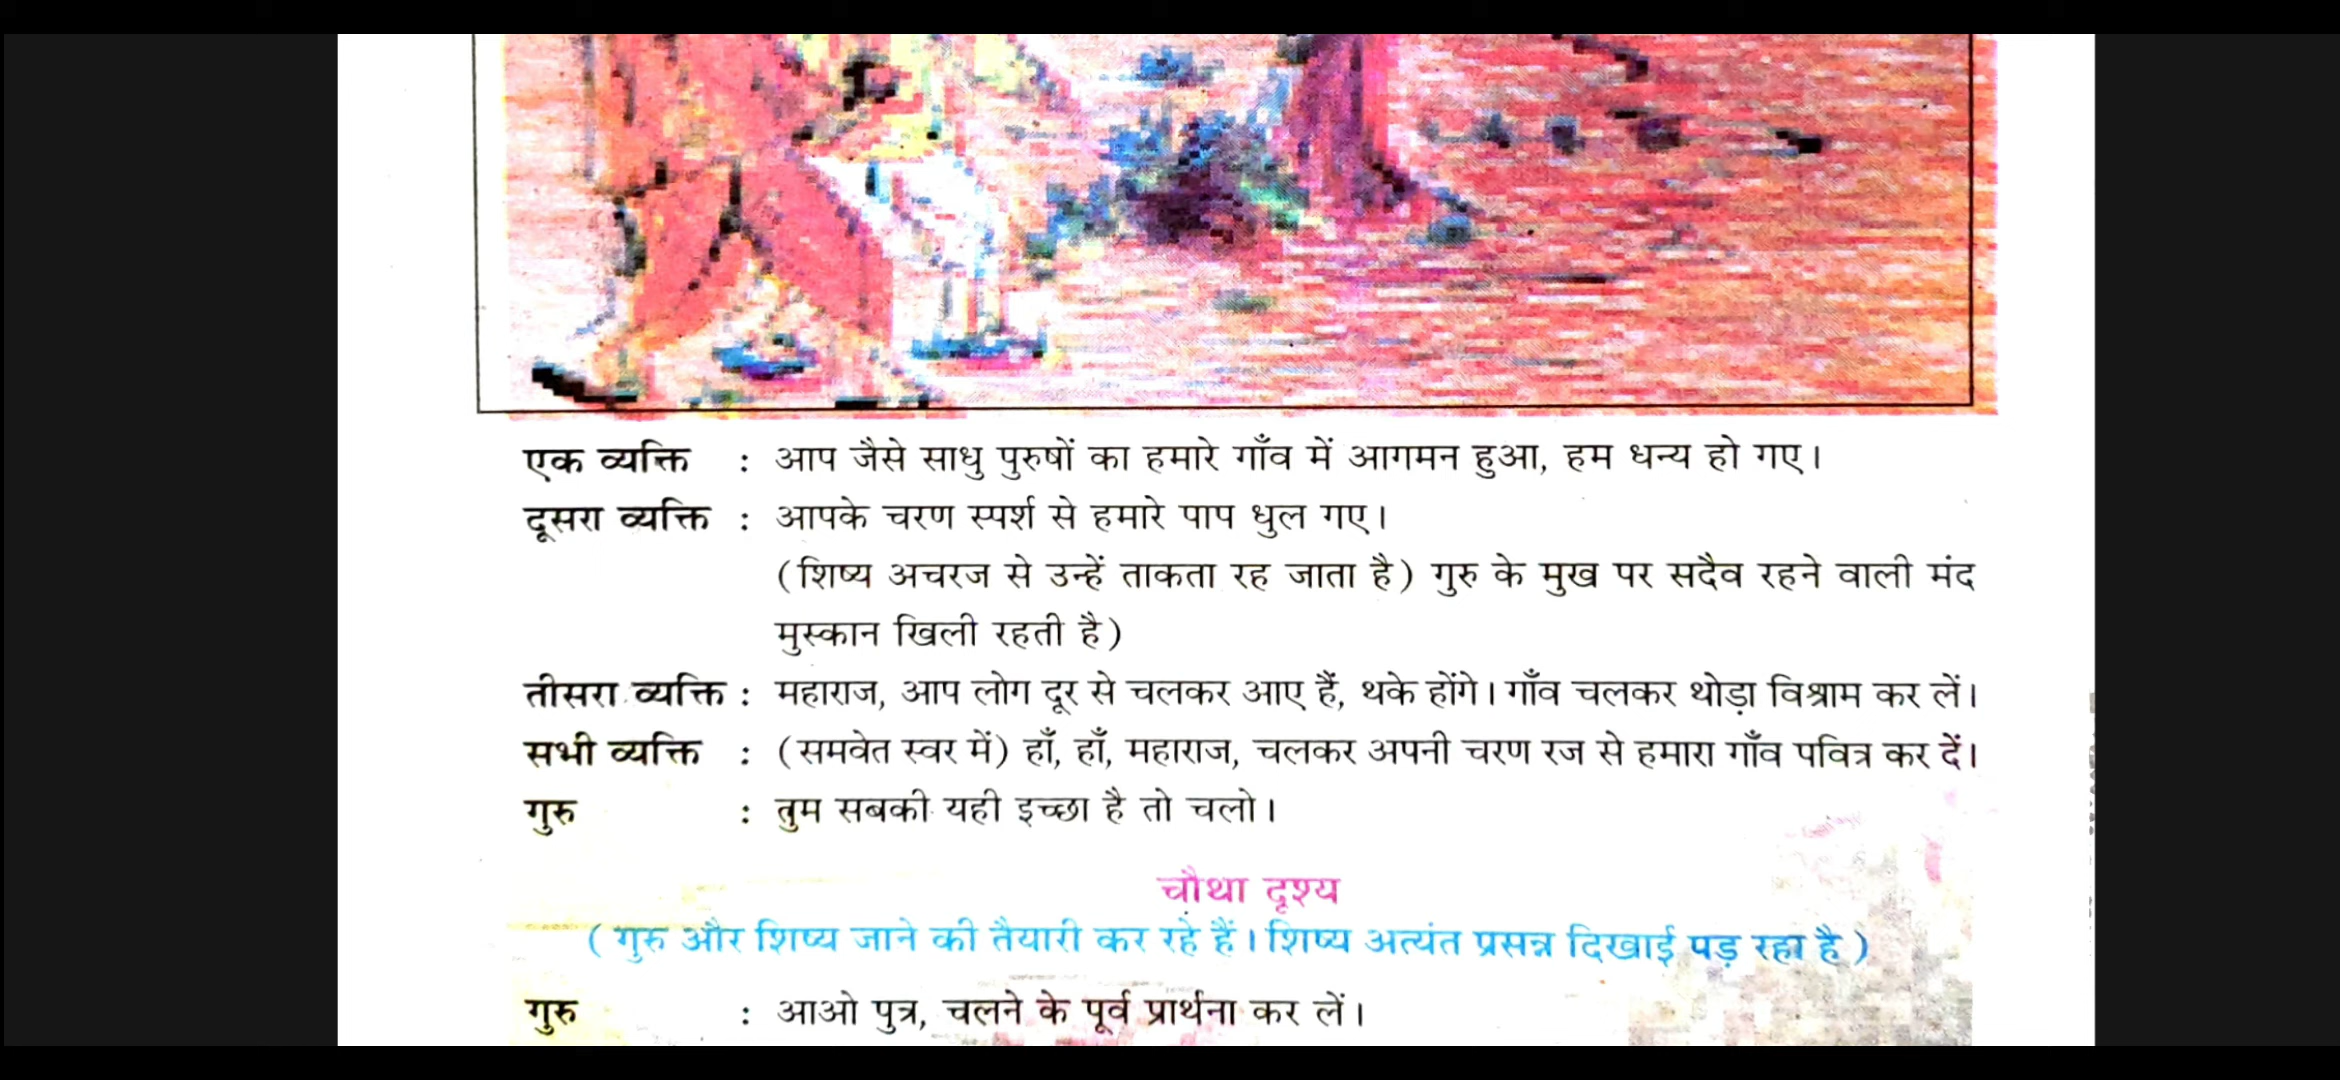 एक व्यक्ति : आप जैसे साधु पुरुषों का हमारे गाँव में आगमन हुआ, हम धन्य हो गए।
दूसरा व्यक्ति : आपके चरण स्पर्श से हमारे पाप धुल गए।
(शिष्य अचरज से उन्हें ताकता रह जाता है) गुरु के मुख पर सदैव रहने वाली मंद
मुस्कान खिली रहती है)
तीसरा व्यक्ति : महाराज, आप लोग दूर से चलकर आए हैं, थके होंगे। गाँव चलकर थोड़ा विश्राम कर लें।
सभी व्यक्ति : (समवेत स्वर में) हाँ, हाँ, महाराज, चलकर अपनी चरण रज से हमारा गाँव पवित्र कर दें।
गुरु : तुम सबकी यही इच्छा है तो चलो।
चौथा दृश्य
( गुरु और शिष्य जाने की तैयारी कर रहे हैं। शिष्य अत्यंत प्रसन्न दिखाई पड़ रहा है )
गुरु : आओ पुत्र, चलने के पूर्व प्रार्थना कर लें।